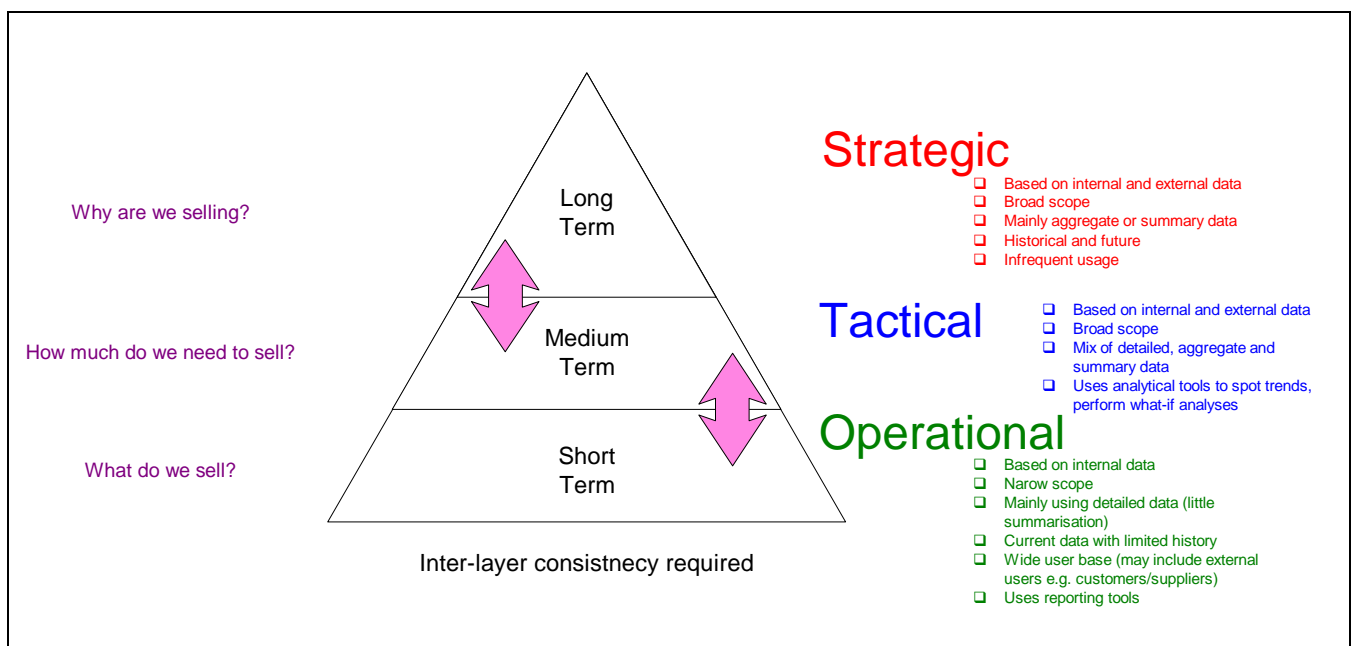 Why are we selling?
How much do we need to sell?
What do we sell?
Long
Term
Medium
Term
Short
Term
Inter-layer consistnecy required
Strategic
Based on internal and external data
Broad scope
Mainly aggregate or summary data
Historical and future
Infrequent usage
Tactical
Based on internal and external data
Broad scope
Mix of detailed, aggregate and
summary data
Uses analytical tools to spot trends,
perform what-if analyses
Operational
Based on internal data
Narow scope
Mainly using detailed data (little
summarisation)
Current data with limited history
Wide user base (may include external
users e.g. customers/suppliers)
Uses reporting tools